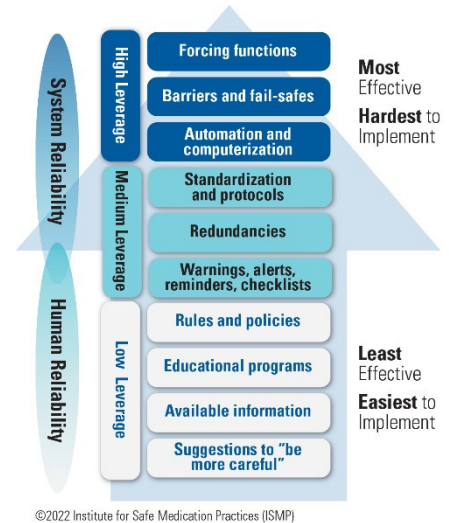 System Reliability
Human Reliability
High Leverage
Medium Leverage
Low Leverage
Forcing functions
Barriers and fail-safes
Automation and
computerization
Standardization
and protocols
Redundancies
Warnings, alerts,
reminders, checklists
Rules and policies
Educational programs
Available information
Suggestions to "be
more careful"
Most
Effective
Hardest to
Implement
Least
Effective
Easiest to
Implement
©2022 Institute for Safe Medication Practices (ISMP)